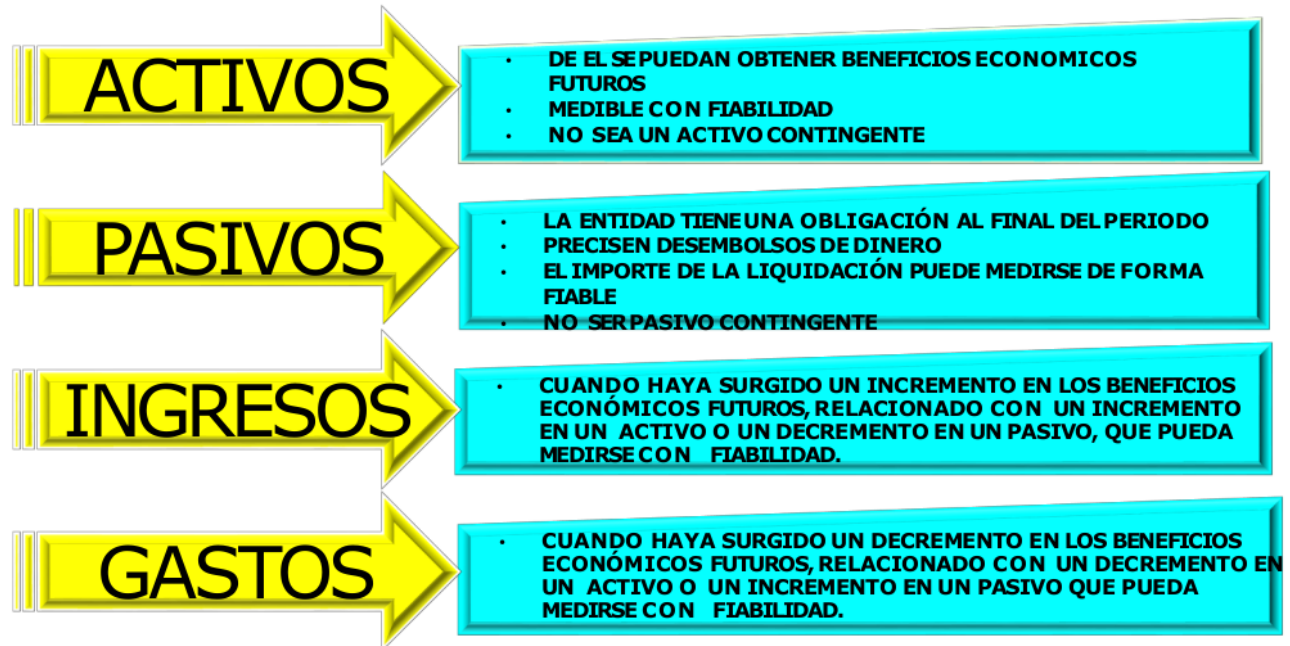 ACTIVOS
• DE EL SE PUEDAN OBTENER BENEFICIOS ECONOMICOS
FUTUROS
• MEDIBLE CON FIABILIDAD
• NO SEA UN ACTIVO CONTINGENTE
PASIVOS
• LA ENTIDAD TIENE UNA OBLIGACIÓN AL FINAL DEL PERIODO
• PRECISEN DESEMBOLSOS DE DINERO
• EL IMPORTE DE LA LIQUIDACIÓN PUEDE MEDIRSE DE FORMA
FIABLE
• NO SER PASIVO CONTINGENTE
INGRESOS
• CUANDO HAYA SURGIDO UN INCREMENTO EN LOS BENEFICIOS
ECONÓMICOS FUTUROS, RELACIONADO CON UN INCREMENTO
EN UN ACTIVO O UN DECREMENTO EN UN PASIVO, QUE PUEDA
MEDIRSE CON FIABILIDAD.
GASTOS
• CUANDO HAYA SURGIDO UN DECREMENTO EN LOS BENEFICIOS
ECONÓMICOS FUTUROS, RELACIONADO CON UN DECREMENTO EN
UN ACTIVO O UN INCREMENTO EN UN PASIVO QUE PUEDA
MEDIRSE CON FIABILIDAD.